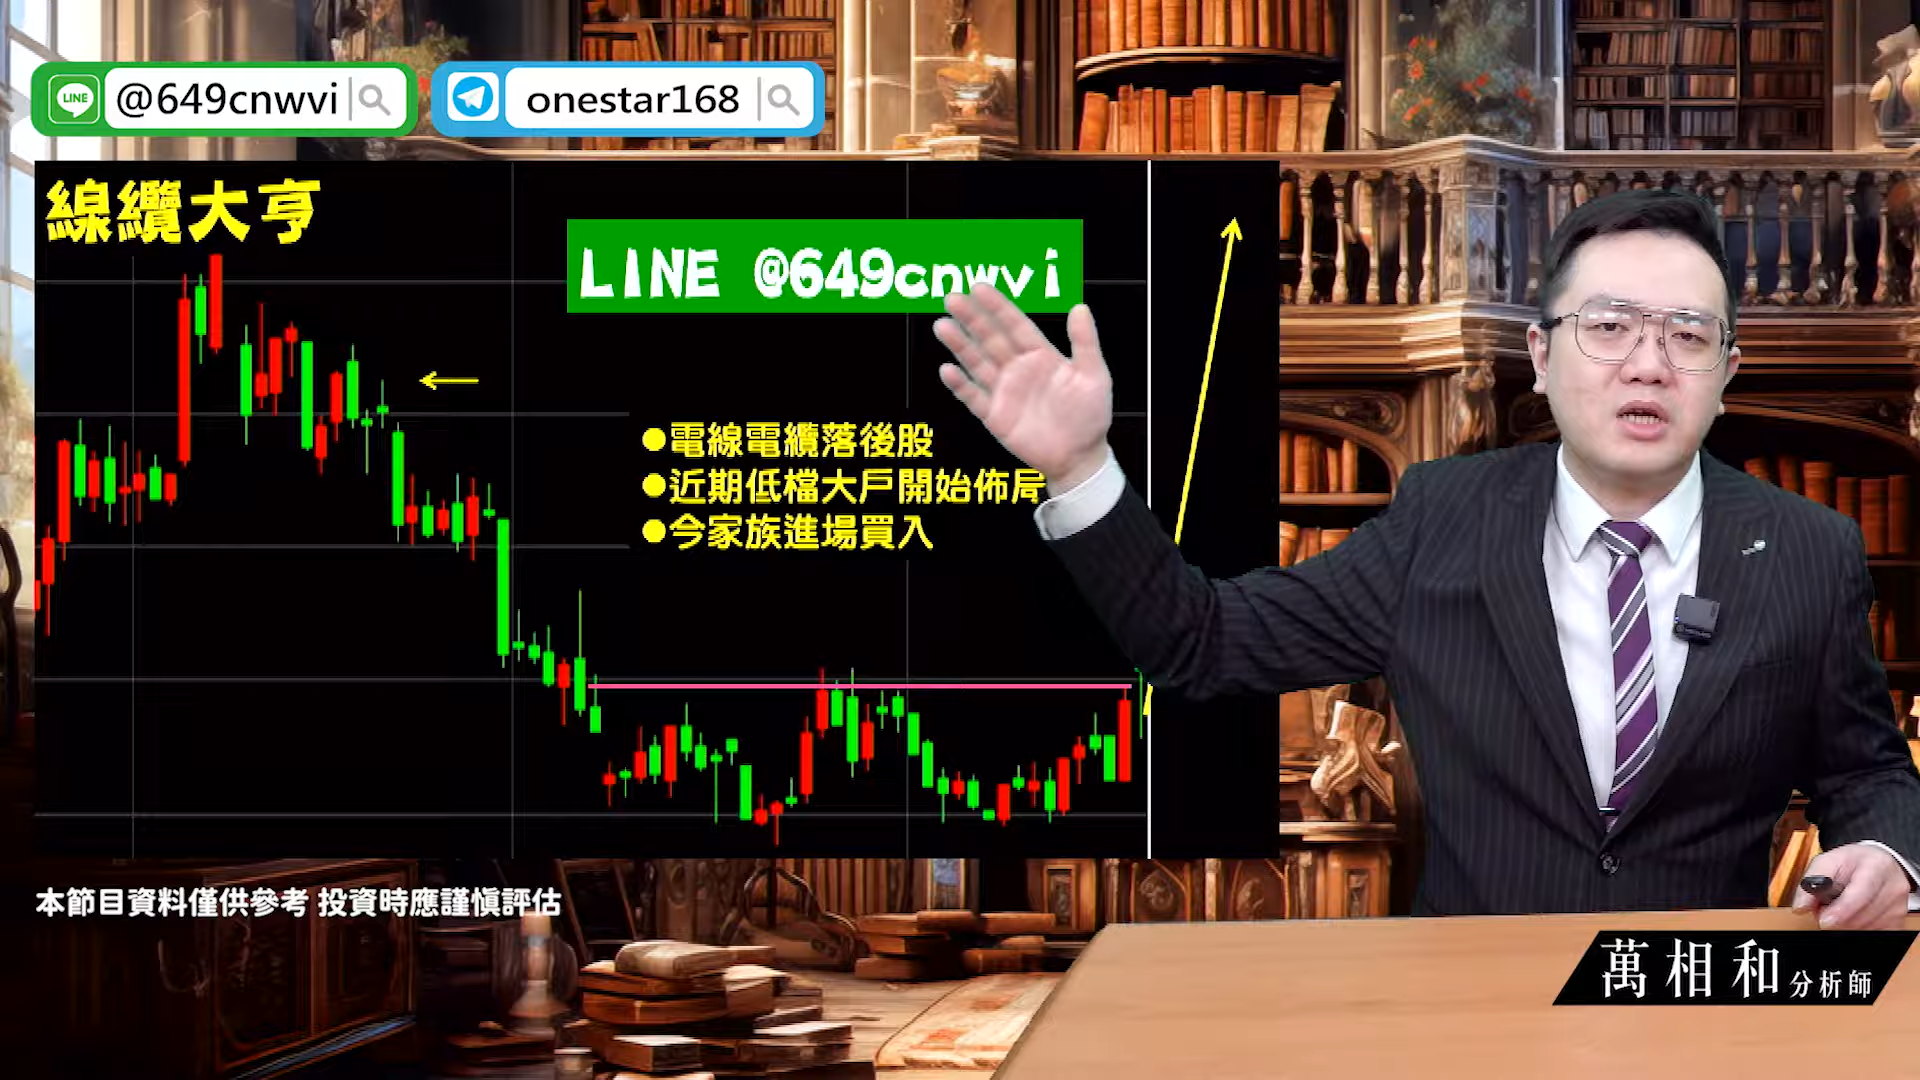 LINE
@649cnwvi
onestar168
線纜大亨
LINE @649cnwvi
●電線電纜落後股
●近期低檔大戶開始佈局
●今家族進場買入
本節目資料僅供參考 投資時應謹慎評估
萬相和分析師